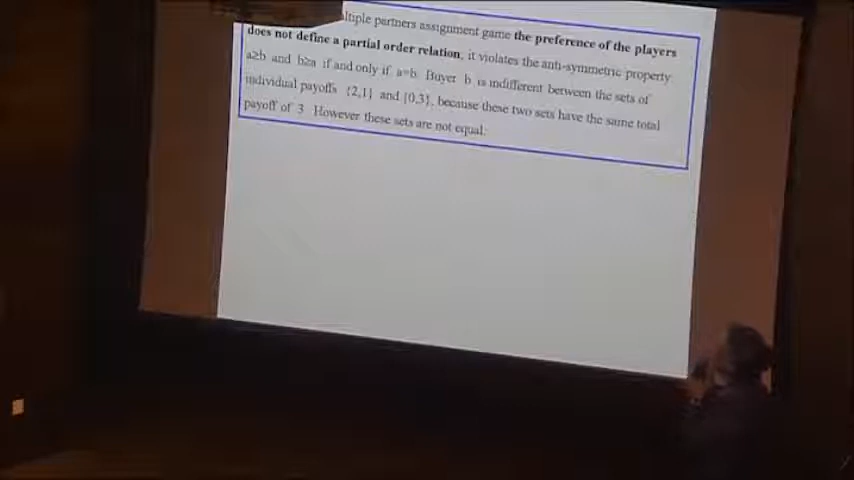 ltiple partners assignment game the preference of the players
does not define a partial order relation; it violates the anti-symmetric property
a≥b and b≥a if and only if a=b. Buyer b is indifferent between the sets of
individual payoffs {2,1} and {0,3}, because these two sets have the same total
payoff of 3. However these sets are not equal.